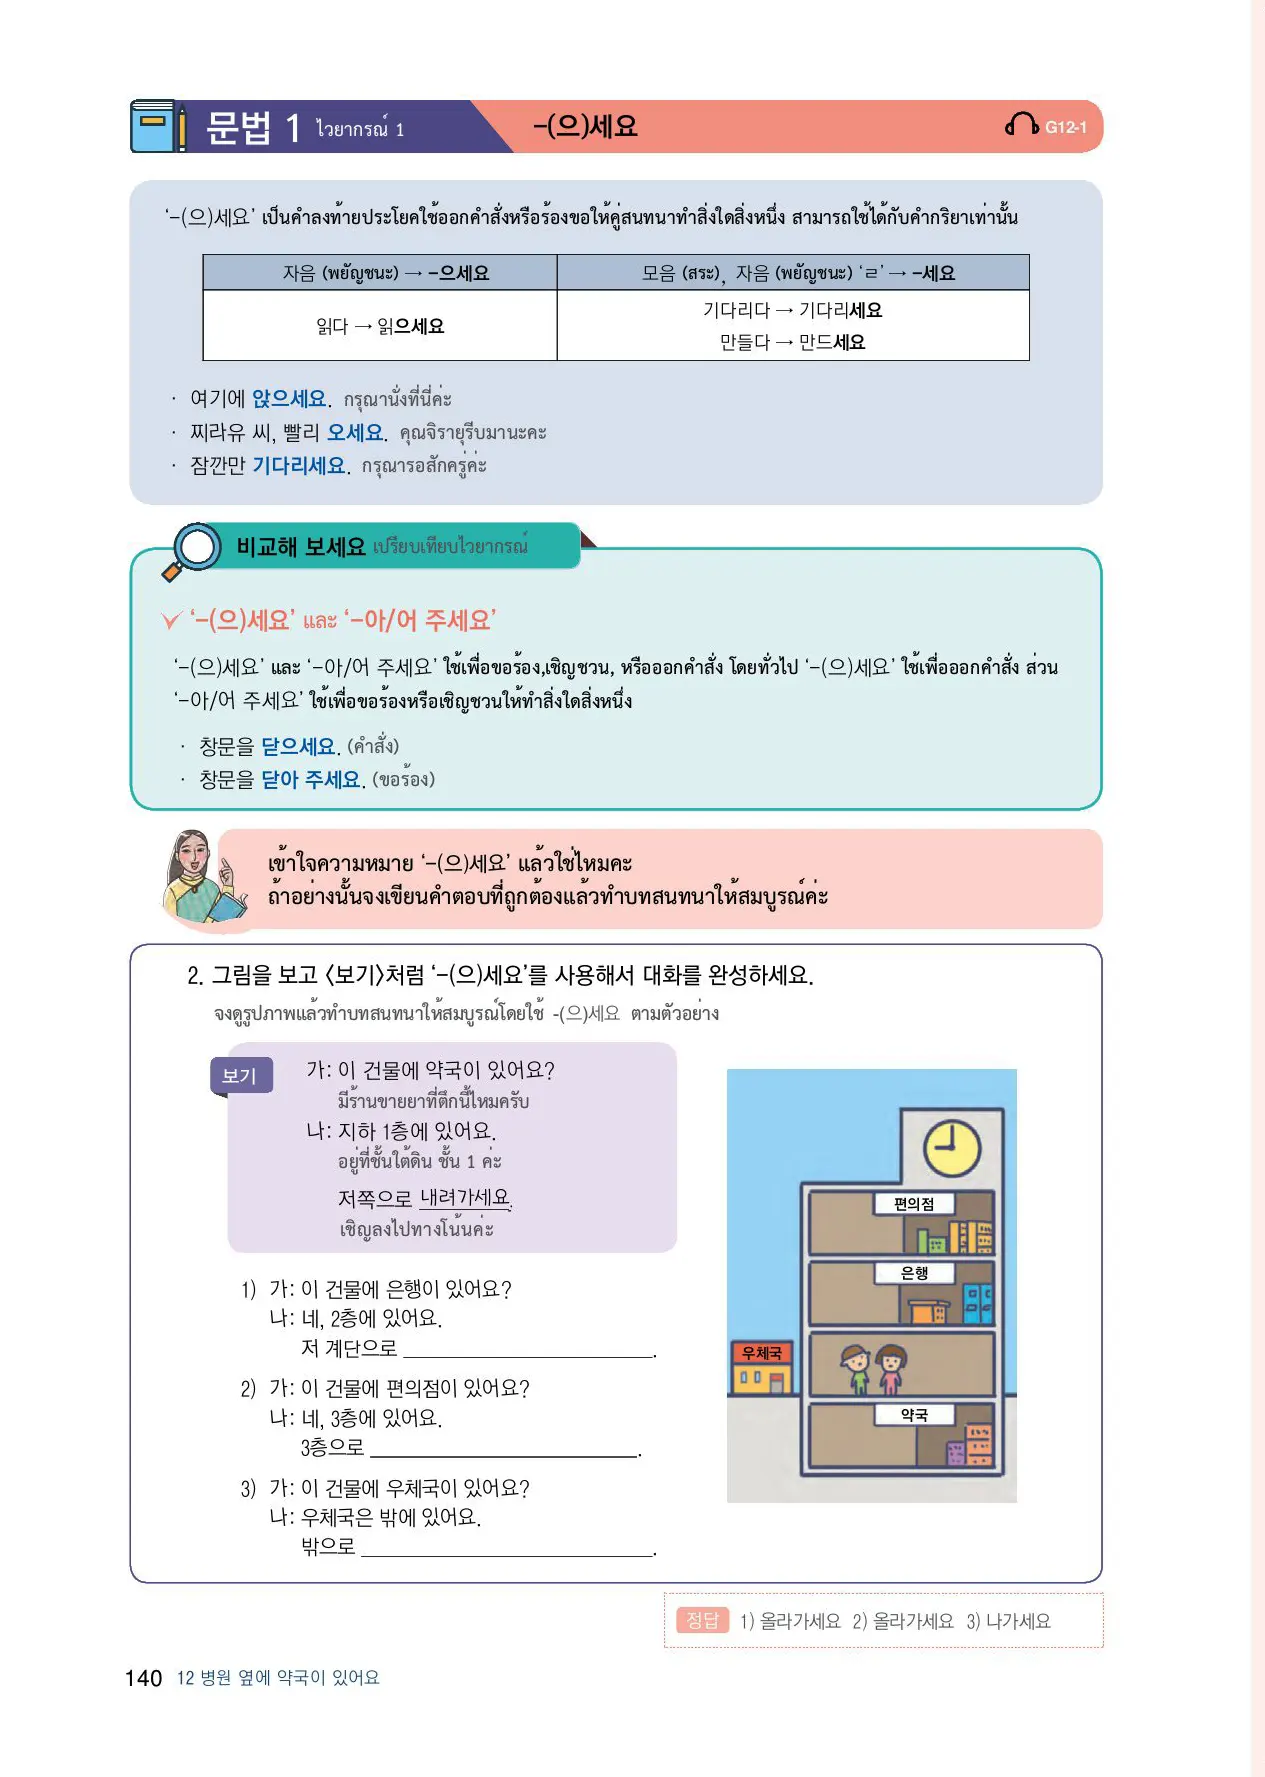 문법 1 ไวยากรณ์ 1
-(으)세요
G12-1
‘-(으)세요’ เป็นคำลงท้ายประโยคใช้ออกคำสั่งหรือร้องขอให้คู่สนทนาทำสิ่งใดสิ่งหนึ่ง สามารถใช้ได้กับคำกริยาเท่านั้น
자음 (พยัญชนะ) → -으세요
모음 (สระ), 자음 (พยัญชนะ) ‘ㄹ’ → -세요
읽다 → 읽으세요
기다리다 → 기다리세요
만들다 → 만드세요
· 여기에 앉으세요. กรุณานั่งที่นี่ค่ะ
· 찌라유 씨, 빨리 오세요. คุณจิรายุรีบมานะคะ
· 잠깐만 기다리세요. กรุณารอสักครู่ค่ะ
비교해 보세요 เปรียบเทียบไวยากรณ์
‘-(으)세요’ และ ‘-아/어 주세요’
‘-(으)세요’ และ ‘-아/어 주세요’ ใช้เพื่อขอร้อง,เชิญชวน, หรือออกคำสั่ง โดยทั่วไป ‘-(으)세요’ ใช้เพื่อออกคำสั่ง ส่วน
‘-아/어 주세요’ ใช้เพื่อขอร้องหรือเชิญชวนให้ทำสิ่งใดสิ่งหนึ่ง
· 창문을 닫으세요. (คำสั่ง)
· 창문을 닫아 주세요. (ขอร้อง)
เข้าใจความหมาย ‘-(으)세요’ แล้วใช่ไหมคะ
ถ้าอย่างนั้นจงเขียนคำตอบที่ถูกต้องแล้วทำบทสนทนาให้สมบูรณ์ค่ะ
2. 그림을 보고 〈보기〉처럼 ‘-(으)세요’를 사용해서 대화를 완성하세요.
จงดูรูปภาพแล้วทำบทสนทนาให้สมบูรณ์โดยใช้ -(으)세요 ตามตัวอย่าง
보기
가: 이 건물에 약국이 있어요?
มีร้านขายยาที่ตึกนี้ไหมครับ
나: 지하 1층에 있어요.
อยู่ที่ชั้นใต้ดิน ชั้น 1 ค่ะ
저쪽으로 내려가세요.
เชิญลงไปทางโน้นค่ะ
1) 가: 이 건물에 은행이 있어요?
나: 네, 2층에 있어요.
저 계단으로 ____________________.
2) 가: 이 건물에 편의점이 있어요?
나: 네, 3층에 있어요.
3층으로 ____________________.
3) 가: 이 건물에 우체국이 있어요?
나: 우체국은 밖에 있어요.
밖으로 ____________________.
편의점
은행
우체국
약국
정답 1) 올라가세요 2) 올라가세요 3) 나가세요
140 12 병원 옆에 약국이 있어요